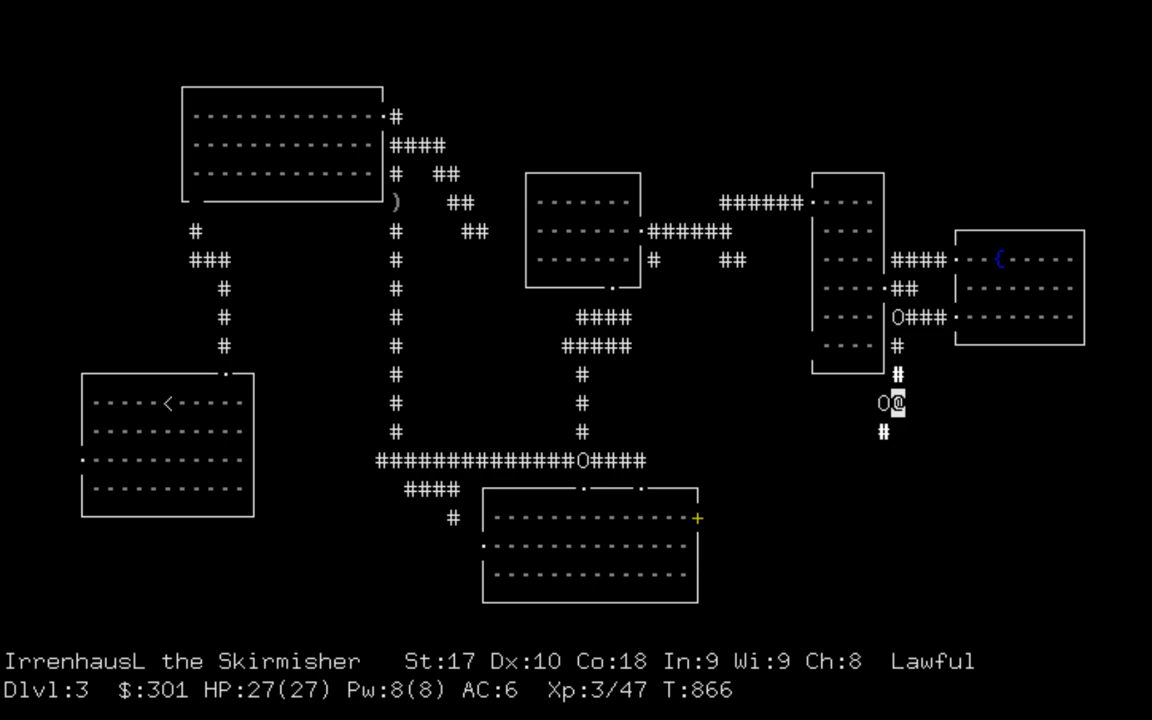 IrrenhausL the Skirmisher St:17 Dx:10 Co:18 In:9 Wi:9 Ch:8 Lawful
Dlvl:3 $:301 HP:27(27) Pw:8(8) AC:6 Xp:3/47 T:866